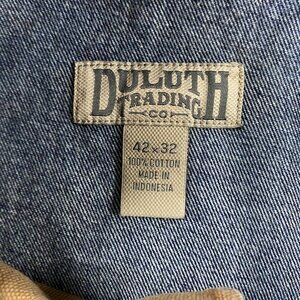 DULUTH
TRADING
CO
42 x 32
100% COTTON
MADE IN
INDONESIA